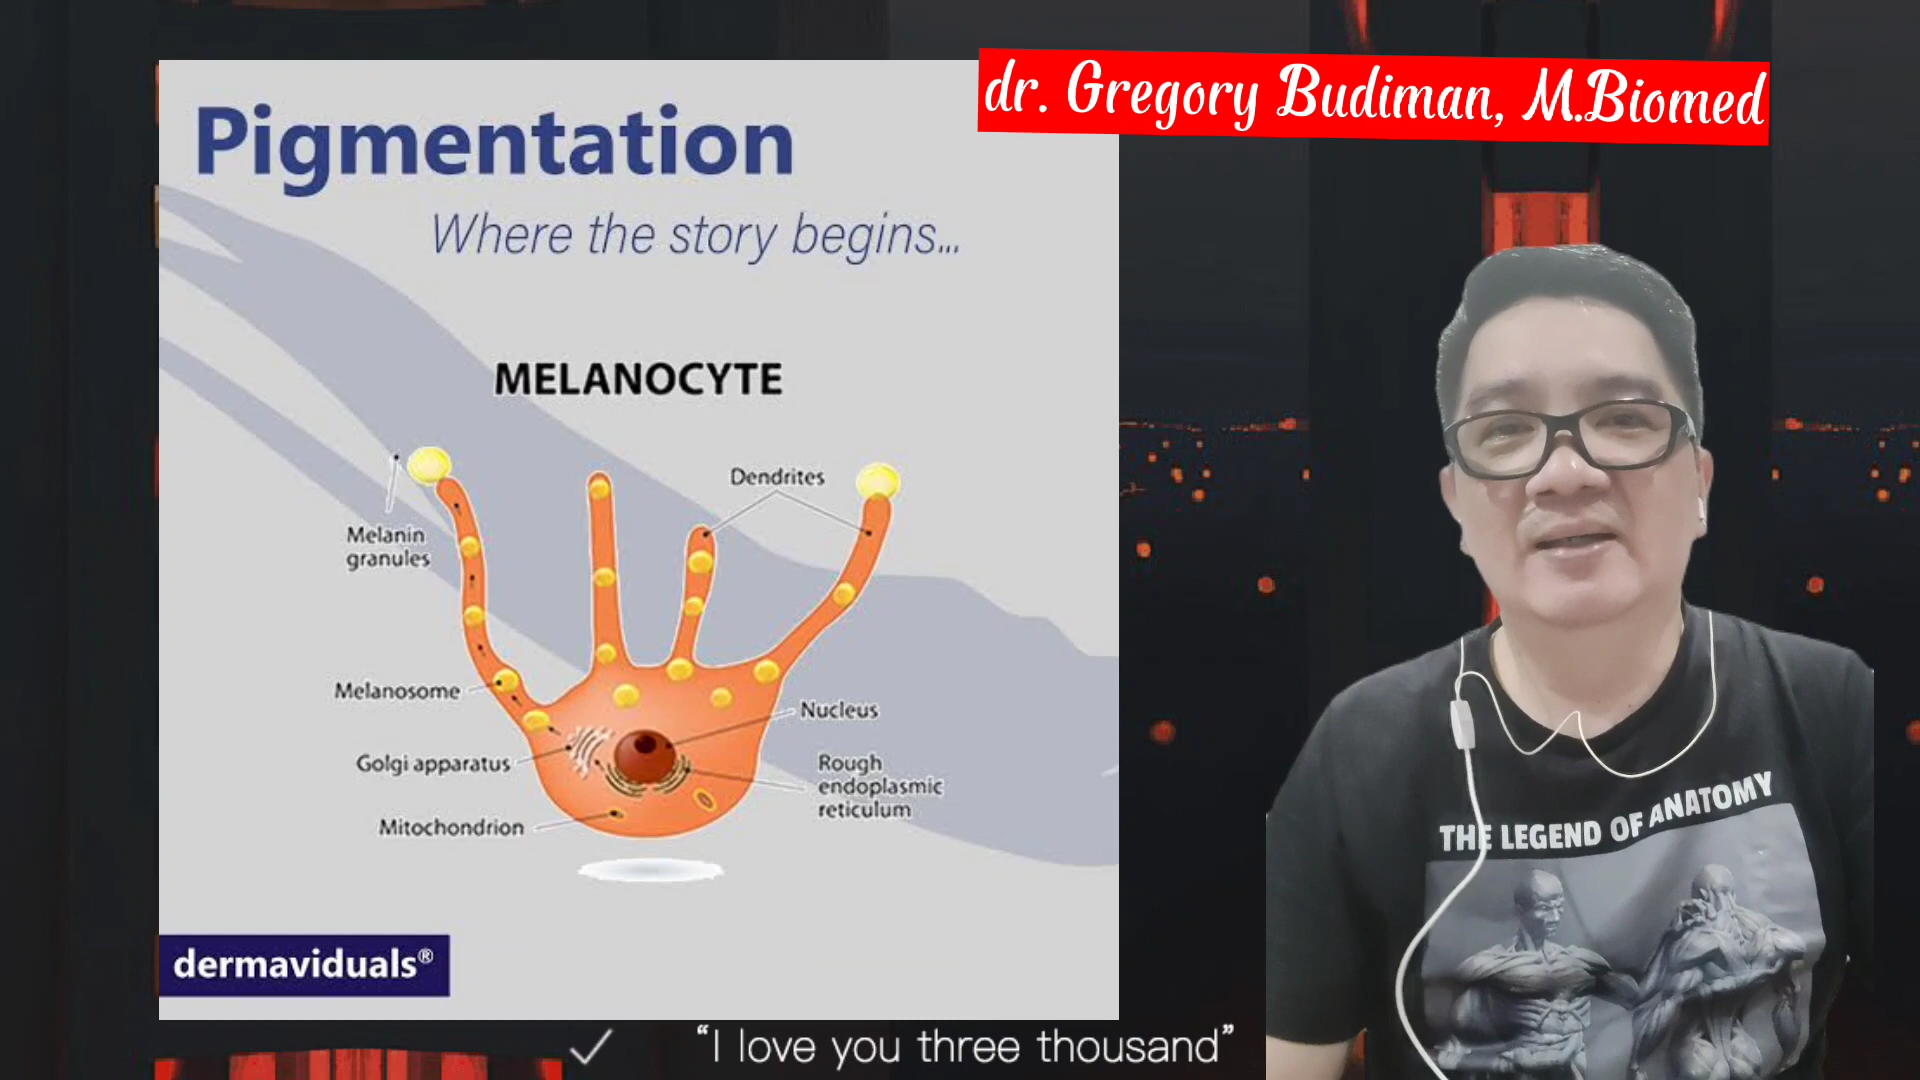 dr. Gregory Budiman, M.Biomed
Pigmentation
Where the story begins...
MELANOCYTE
Dendrites
Melanin
granules
Melanosome
Nucleus
Golgi apparatus
Rough
endoplasmic
reticulum
Mitochondrion
dermaviduals®
THE LEGEND OF ANATOMY
“I love you three thousand”